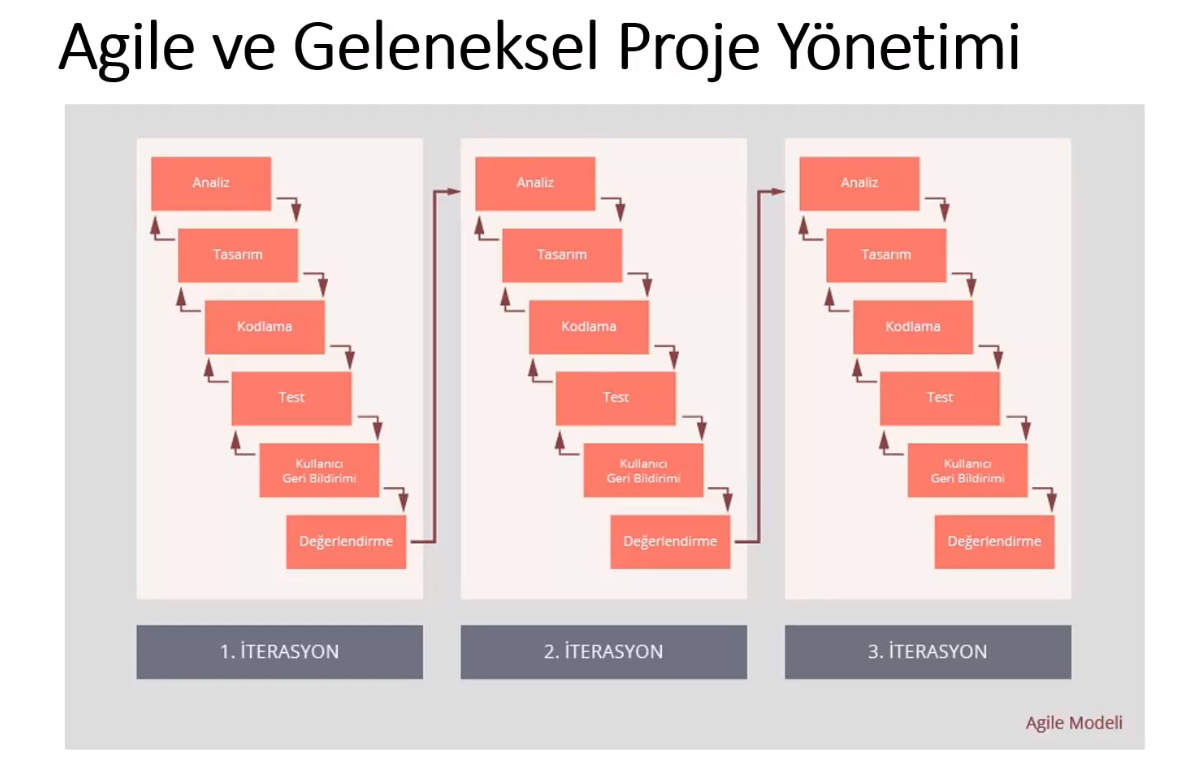 Agile ve Geleneksel Proje Yönetimi
Analiz
Tasarım
Kodlama
Test
Kullanıcı
Geri Bildirimi
Değerlendirme
1. İTERASYON
Analiz
Tasarım
Kodlama
Test
Kullanıcı
Geri Bildirimi
Değerlendirme
2. İTERASYON
Analiz
Tasarım
Kodlama
Test
Kullanıcı
Geri Bildirimi
Değerlendirme
3. İTERASYON
Agile Modeli